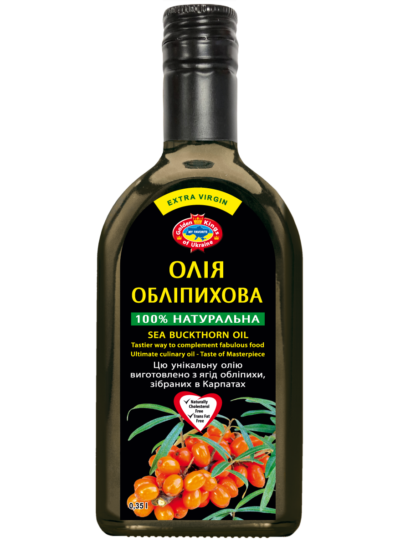 EXTRA VIRGIN
Golden Kings
of Ukraine
ОЛІЯ
ОБЛІПИХОВА
100% НАТУРАЛЬНА
SEA BUCKTHORN OIL
Tastier way to complement fabulous food
Ultimate culinary oil - Taste of Masterpiece
Цю унікальну олію
виготовлено з ягід обліпихи,
зібраних в Карпатах
Naturally
Cholesterol
Free
Trans Fat
Free
0,35 l